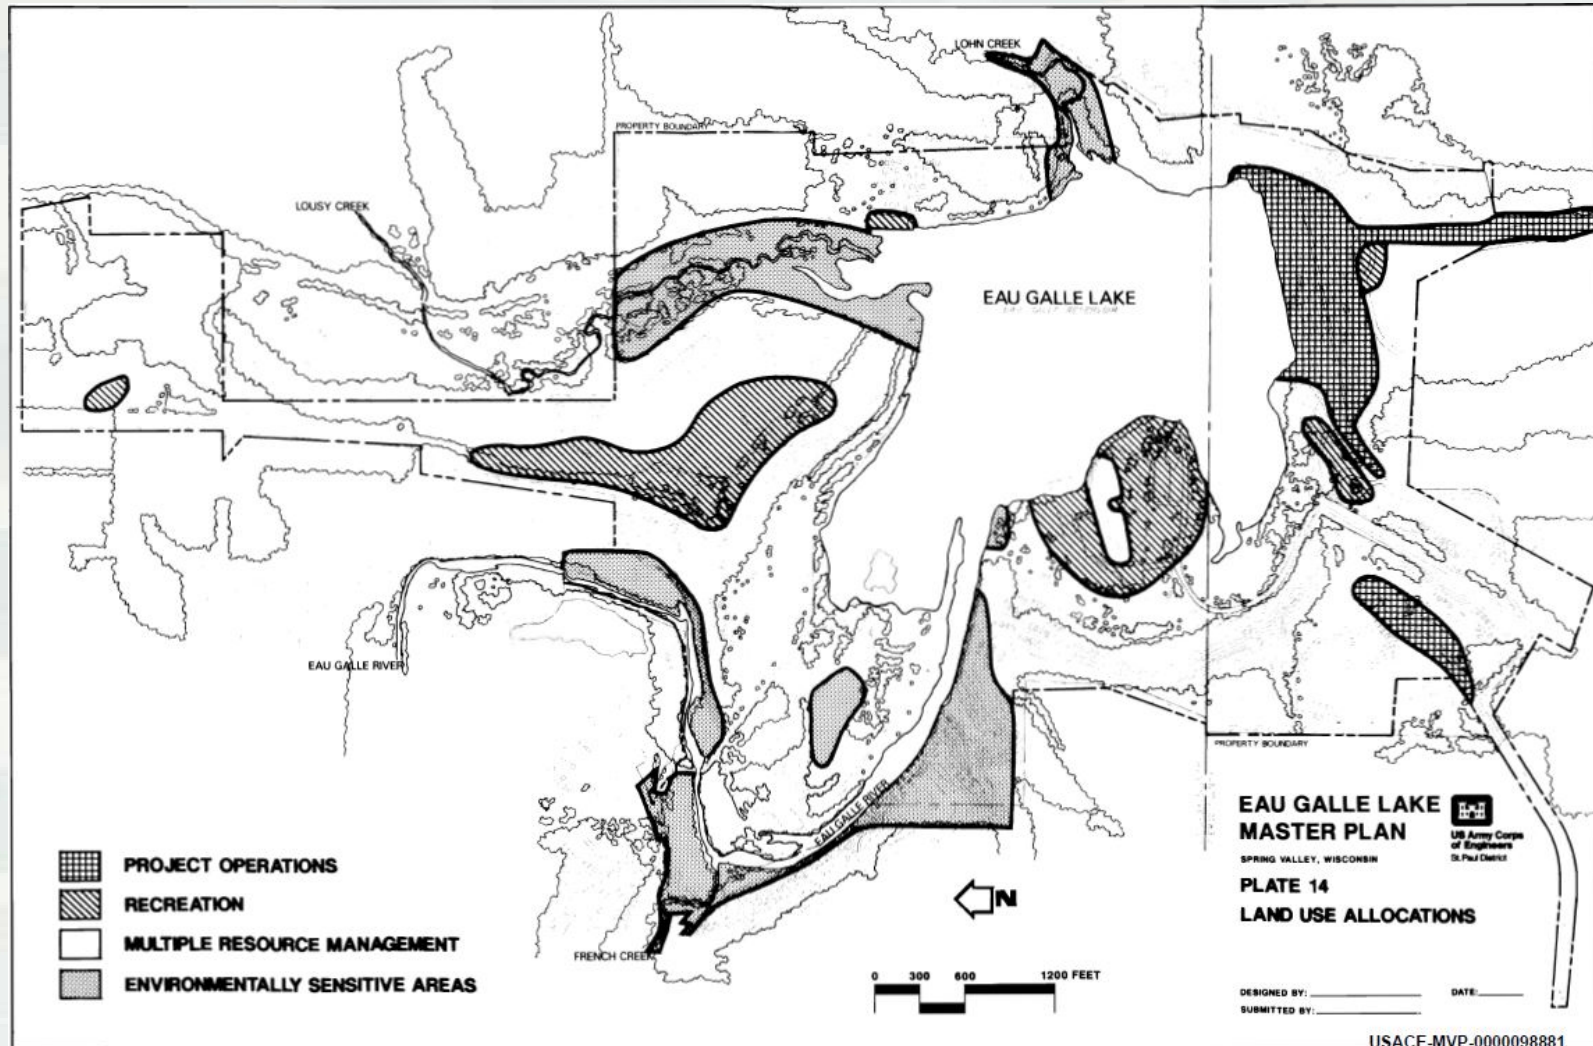 LOHN CREEK
PROPERTY BOUNDARY
LOUSY CREEK
EAU GALLE LAKE
EAU GALLE RIVER
EAU GALLE RIVER
PROPERTY BOUNDARY
FRENCH CREEK
PROJECT OPERATIONS
RECREATION
MULTIPLE RESOURCE MANAGEMENT
ENVIRONMENTALLY SENSITIVE AREAS
N
0 300 600 1200 FEET
EAU GALLE LAKE
MASTER PLAN
US Army Corps
of Engineers
St. Paul District
SPRING VALLEY, WISCONSIN
PLATE 14
LAND USE ALLOCATIONS
DESIGNED BY: DATE:
SUBMITTED BY:
USACE-MVP-0000098881